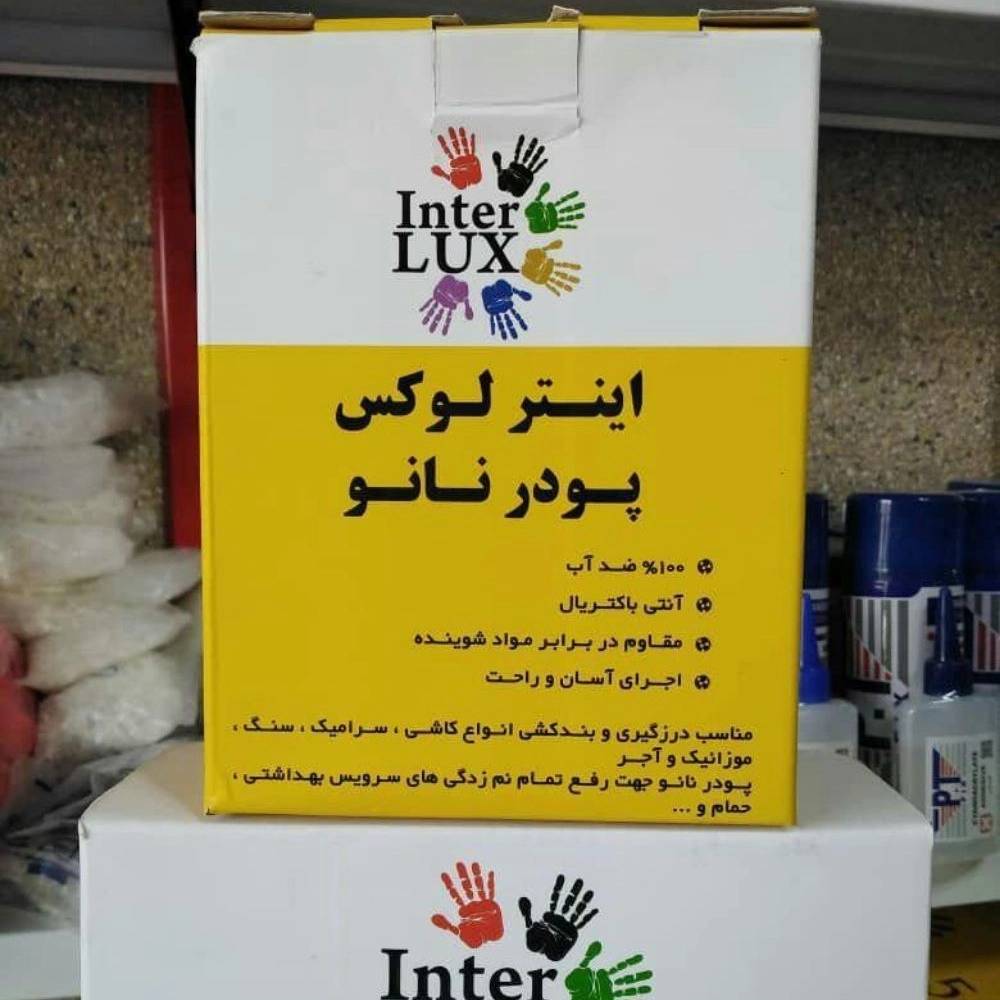 Inter
LUX
اینتر لوکس
پودر نانو
۱۰۰% ضد آب
آنتی باکتریال
مقاوم در برابر مواد شوینده
اجرای آسان و راحت
مناسب درزگیری و بندکشی انواع کاشی ، سرامیک ، سنگ ،
موزائیک و آجر
پودر نانو جهت رفع تمام نم زدگی های سرویس بهداشتی ،
حمام و ...
Inter